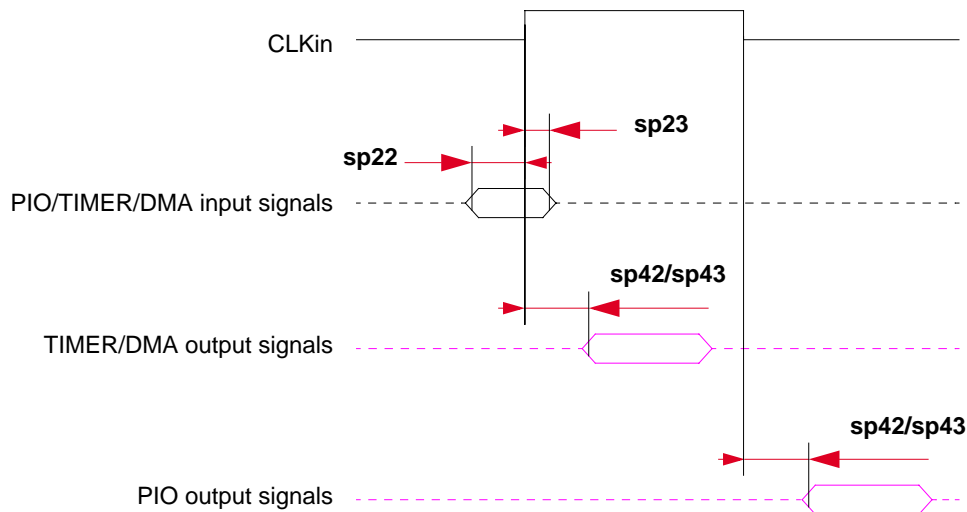 CLKin
sp23
sp22
PIO/TIMER/DMA input signals
sp42/sp43
TIMER/DMA output signals
sp42/sp43
PIO output signals